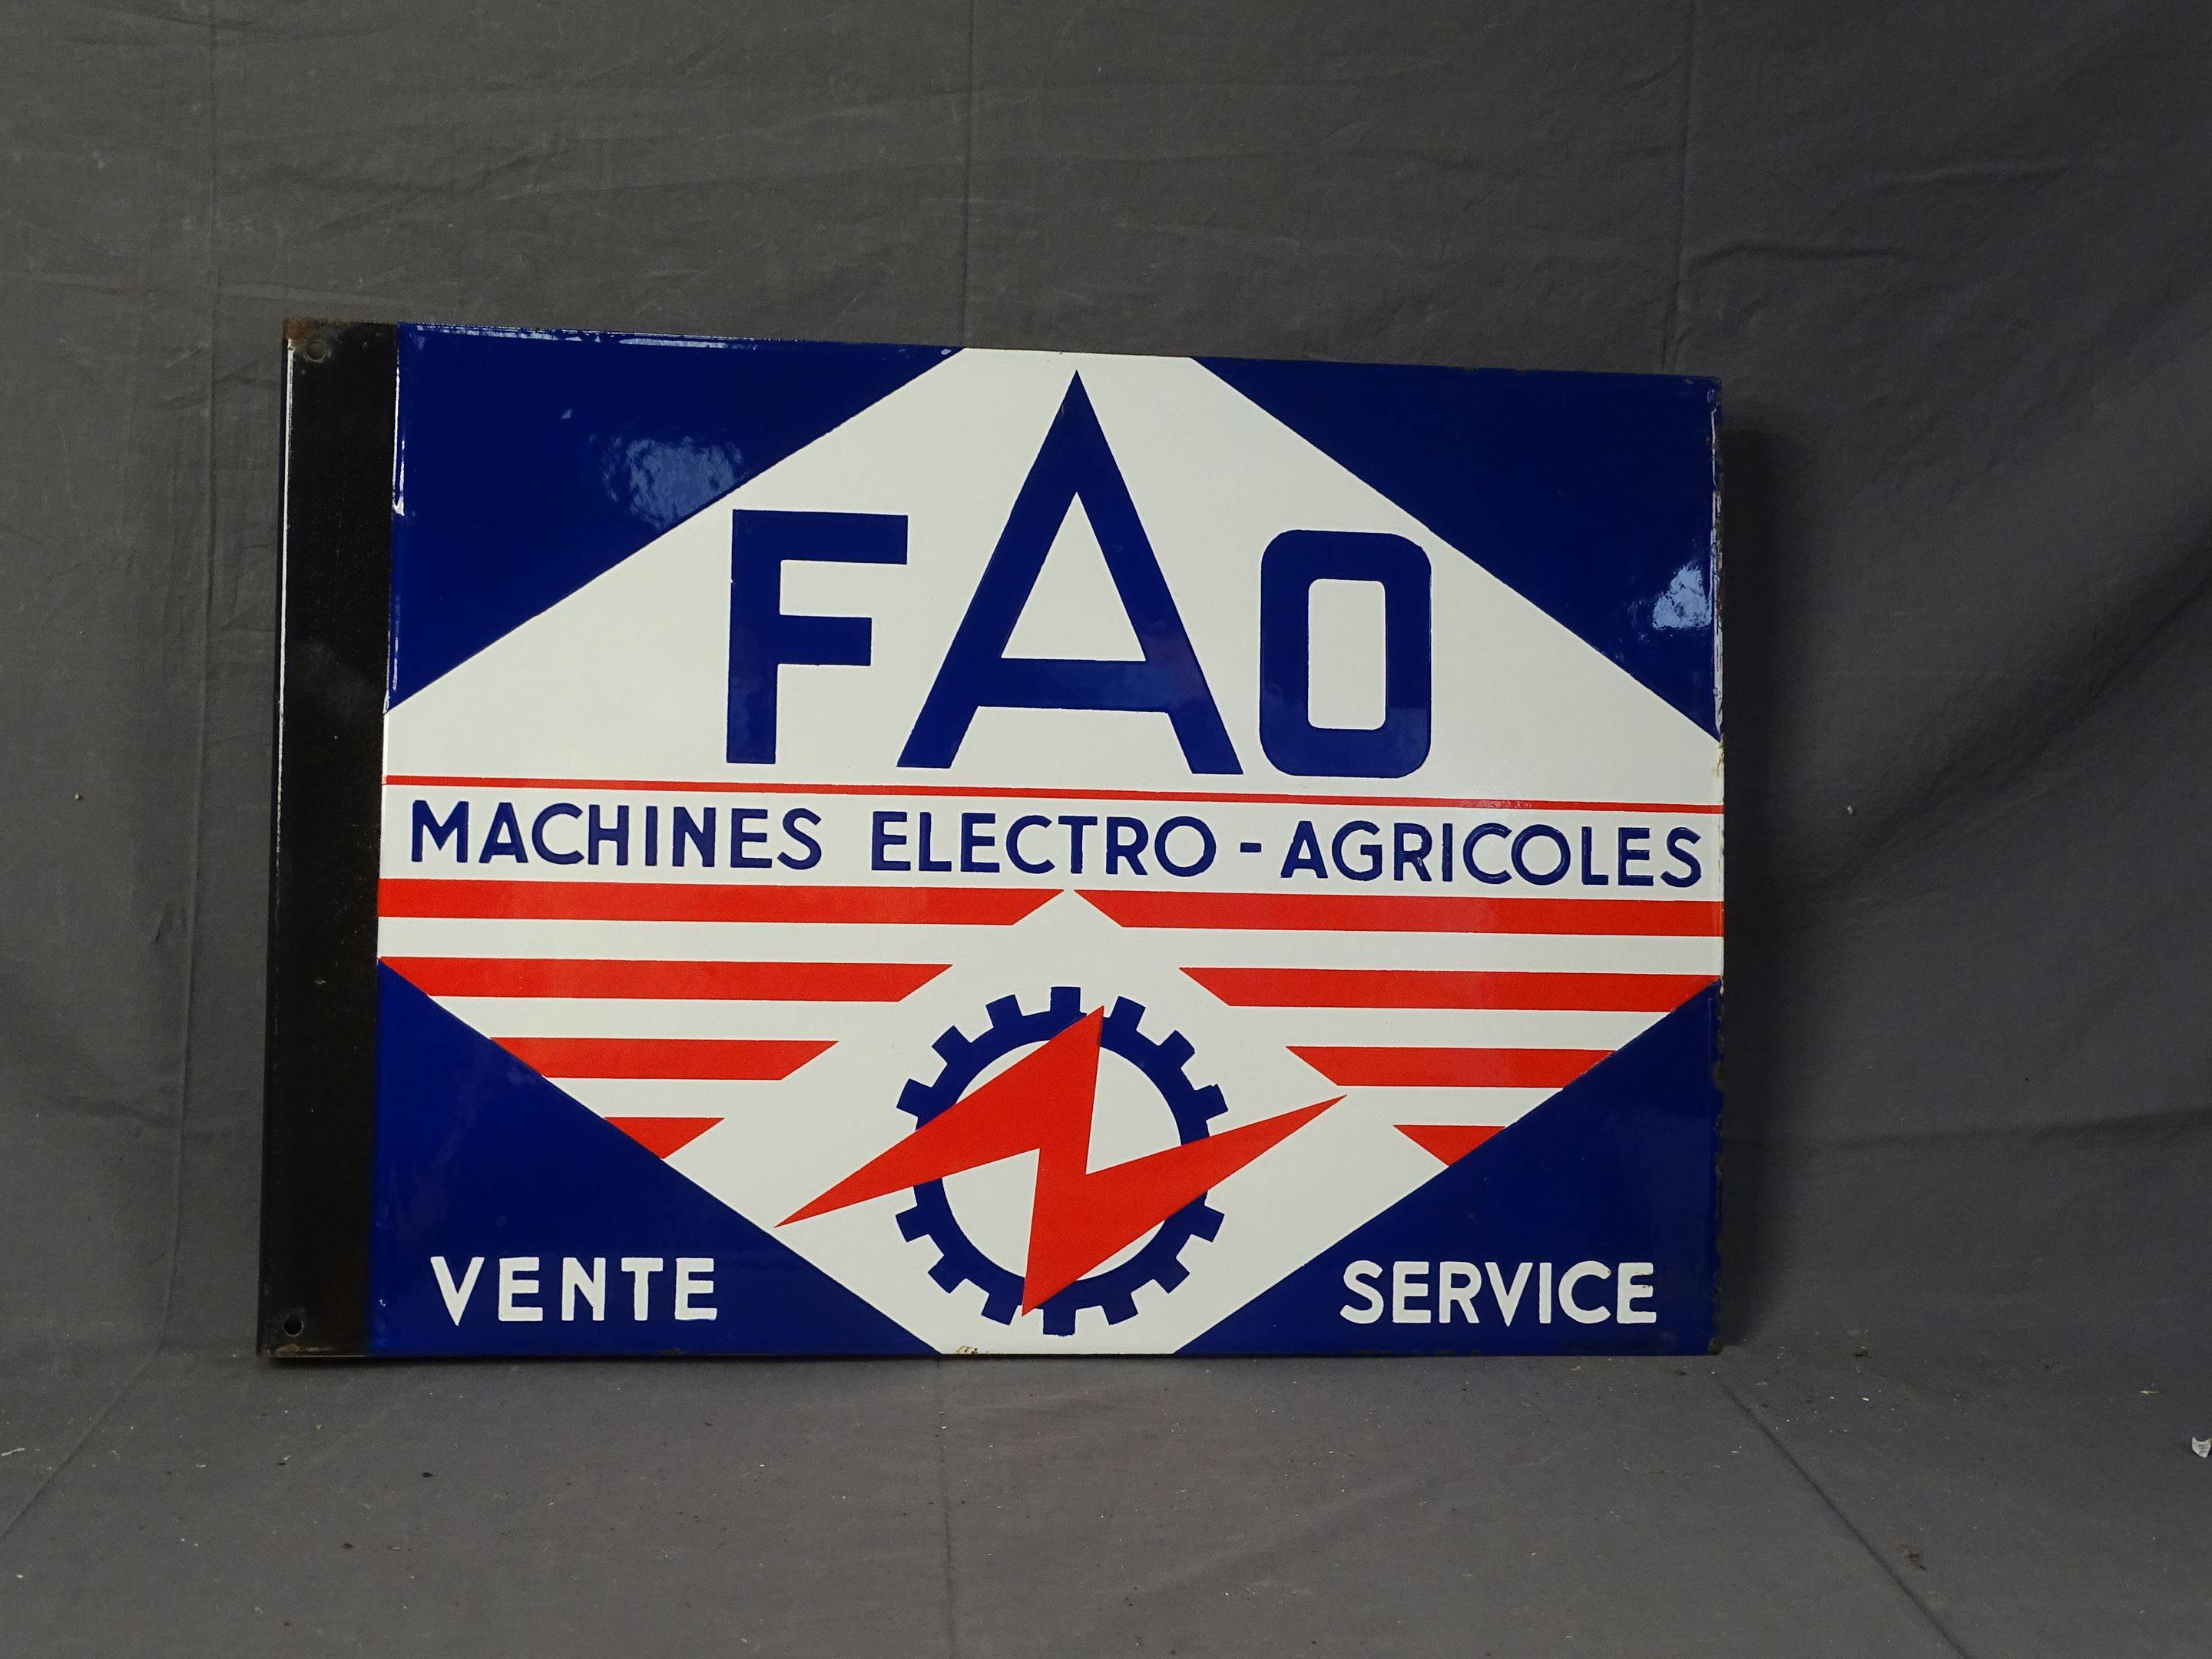 FAO
MACHINES ELECTRO-AGRICOLES
VENTE
SERVICE